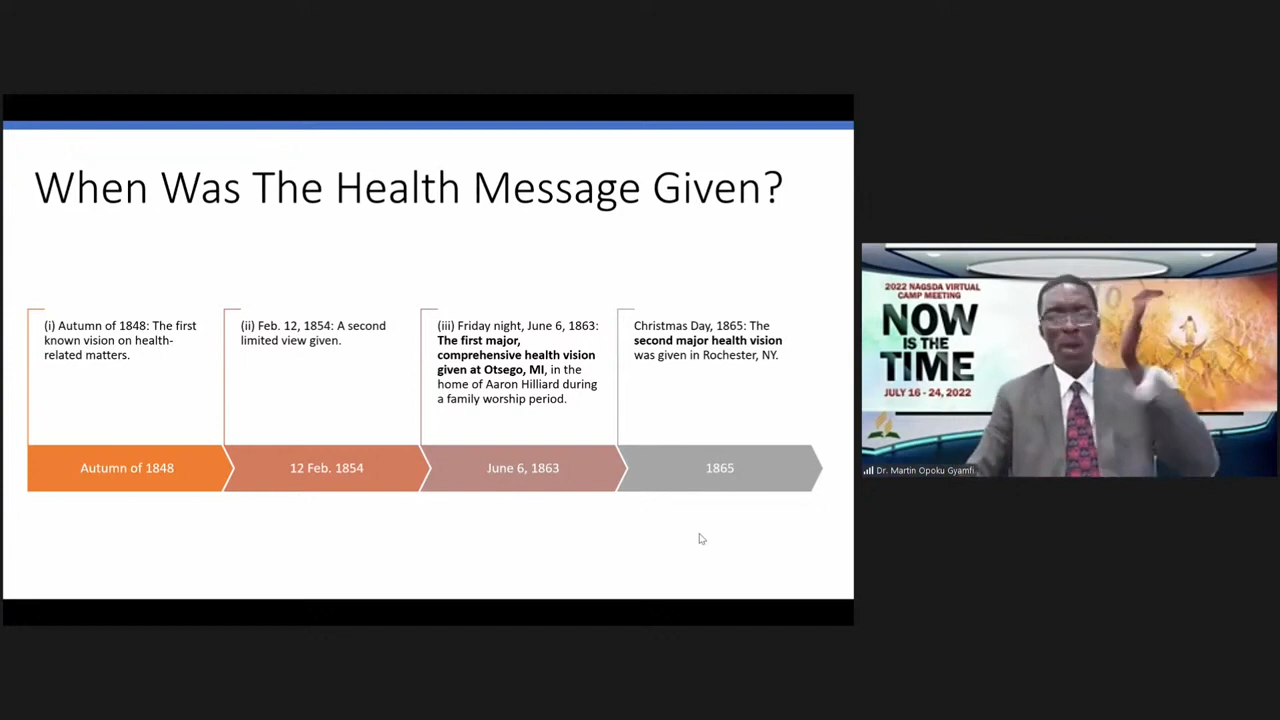 When Was The Health Message Given?
(i) Autumn of 1848: The first
known vision on health-
related matters.
(ii) Feb. 12, 1854: A second
limited view given.
(iii) Friday night, June 6, 1863:
The first major,
comprehensive health vision
given at Otsego, MI, in the
home of Aaron Hilliard during
a family worship period.
Christmas Day, 1865: The
second major health vision
was given in Rochester, NY.
Autumn of 1848
12 Feb. 1854
June 6, 1863
1865
2022 NAGSDA VIRTUAL
CAMP MEETING
NOW
IS THE
TIME
JULY 16 - 24, 2022
Dr. Martin Opoku Gyamfi